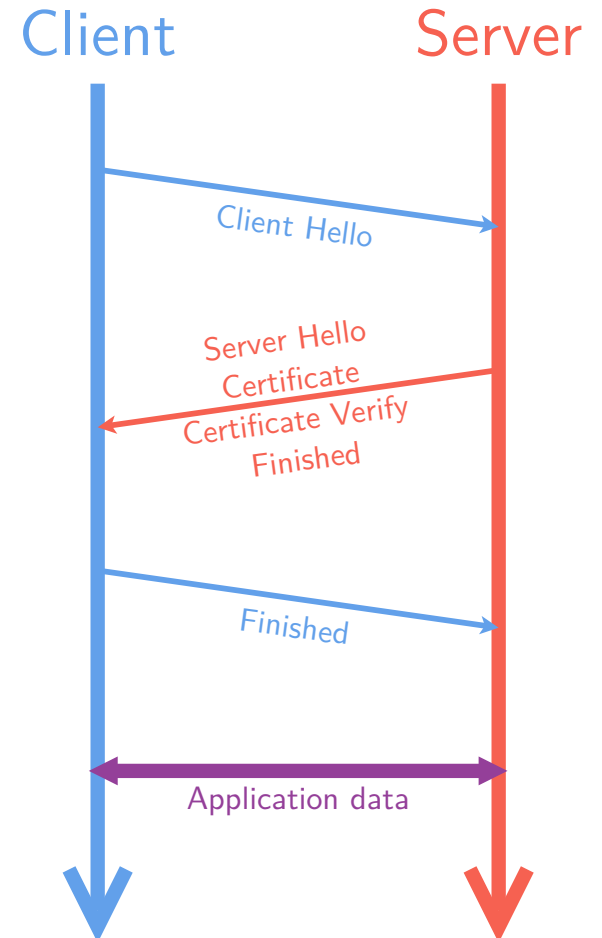 Client Server
Client Hello
Server Hello
Certificate
Certificate Verify
Finished
Finished
Application data